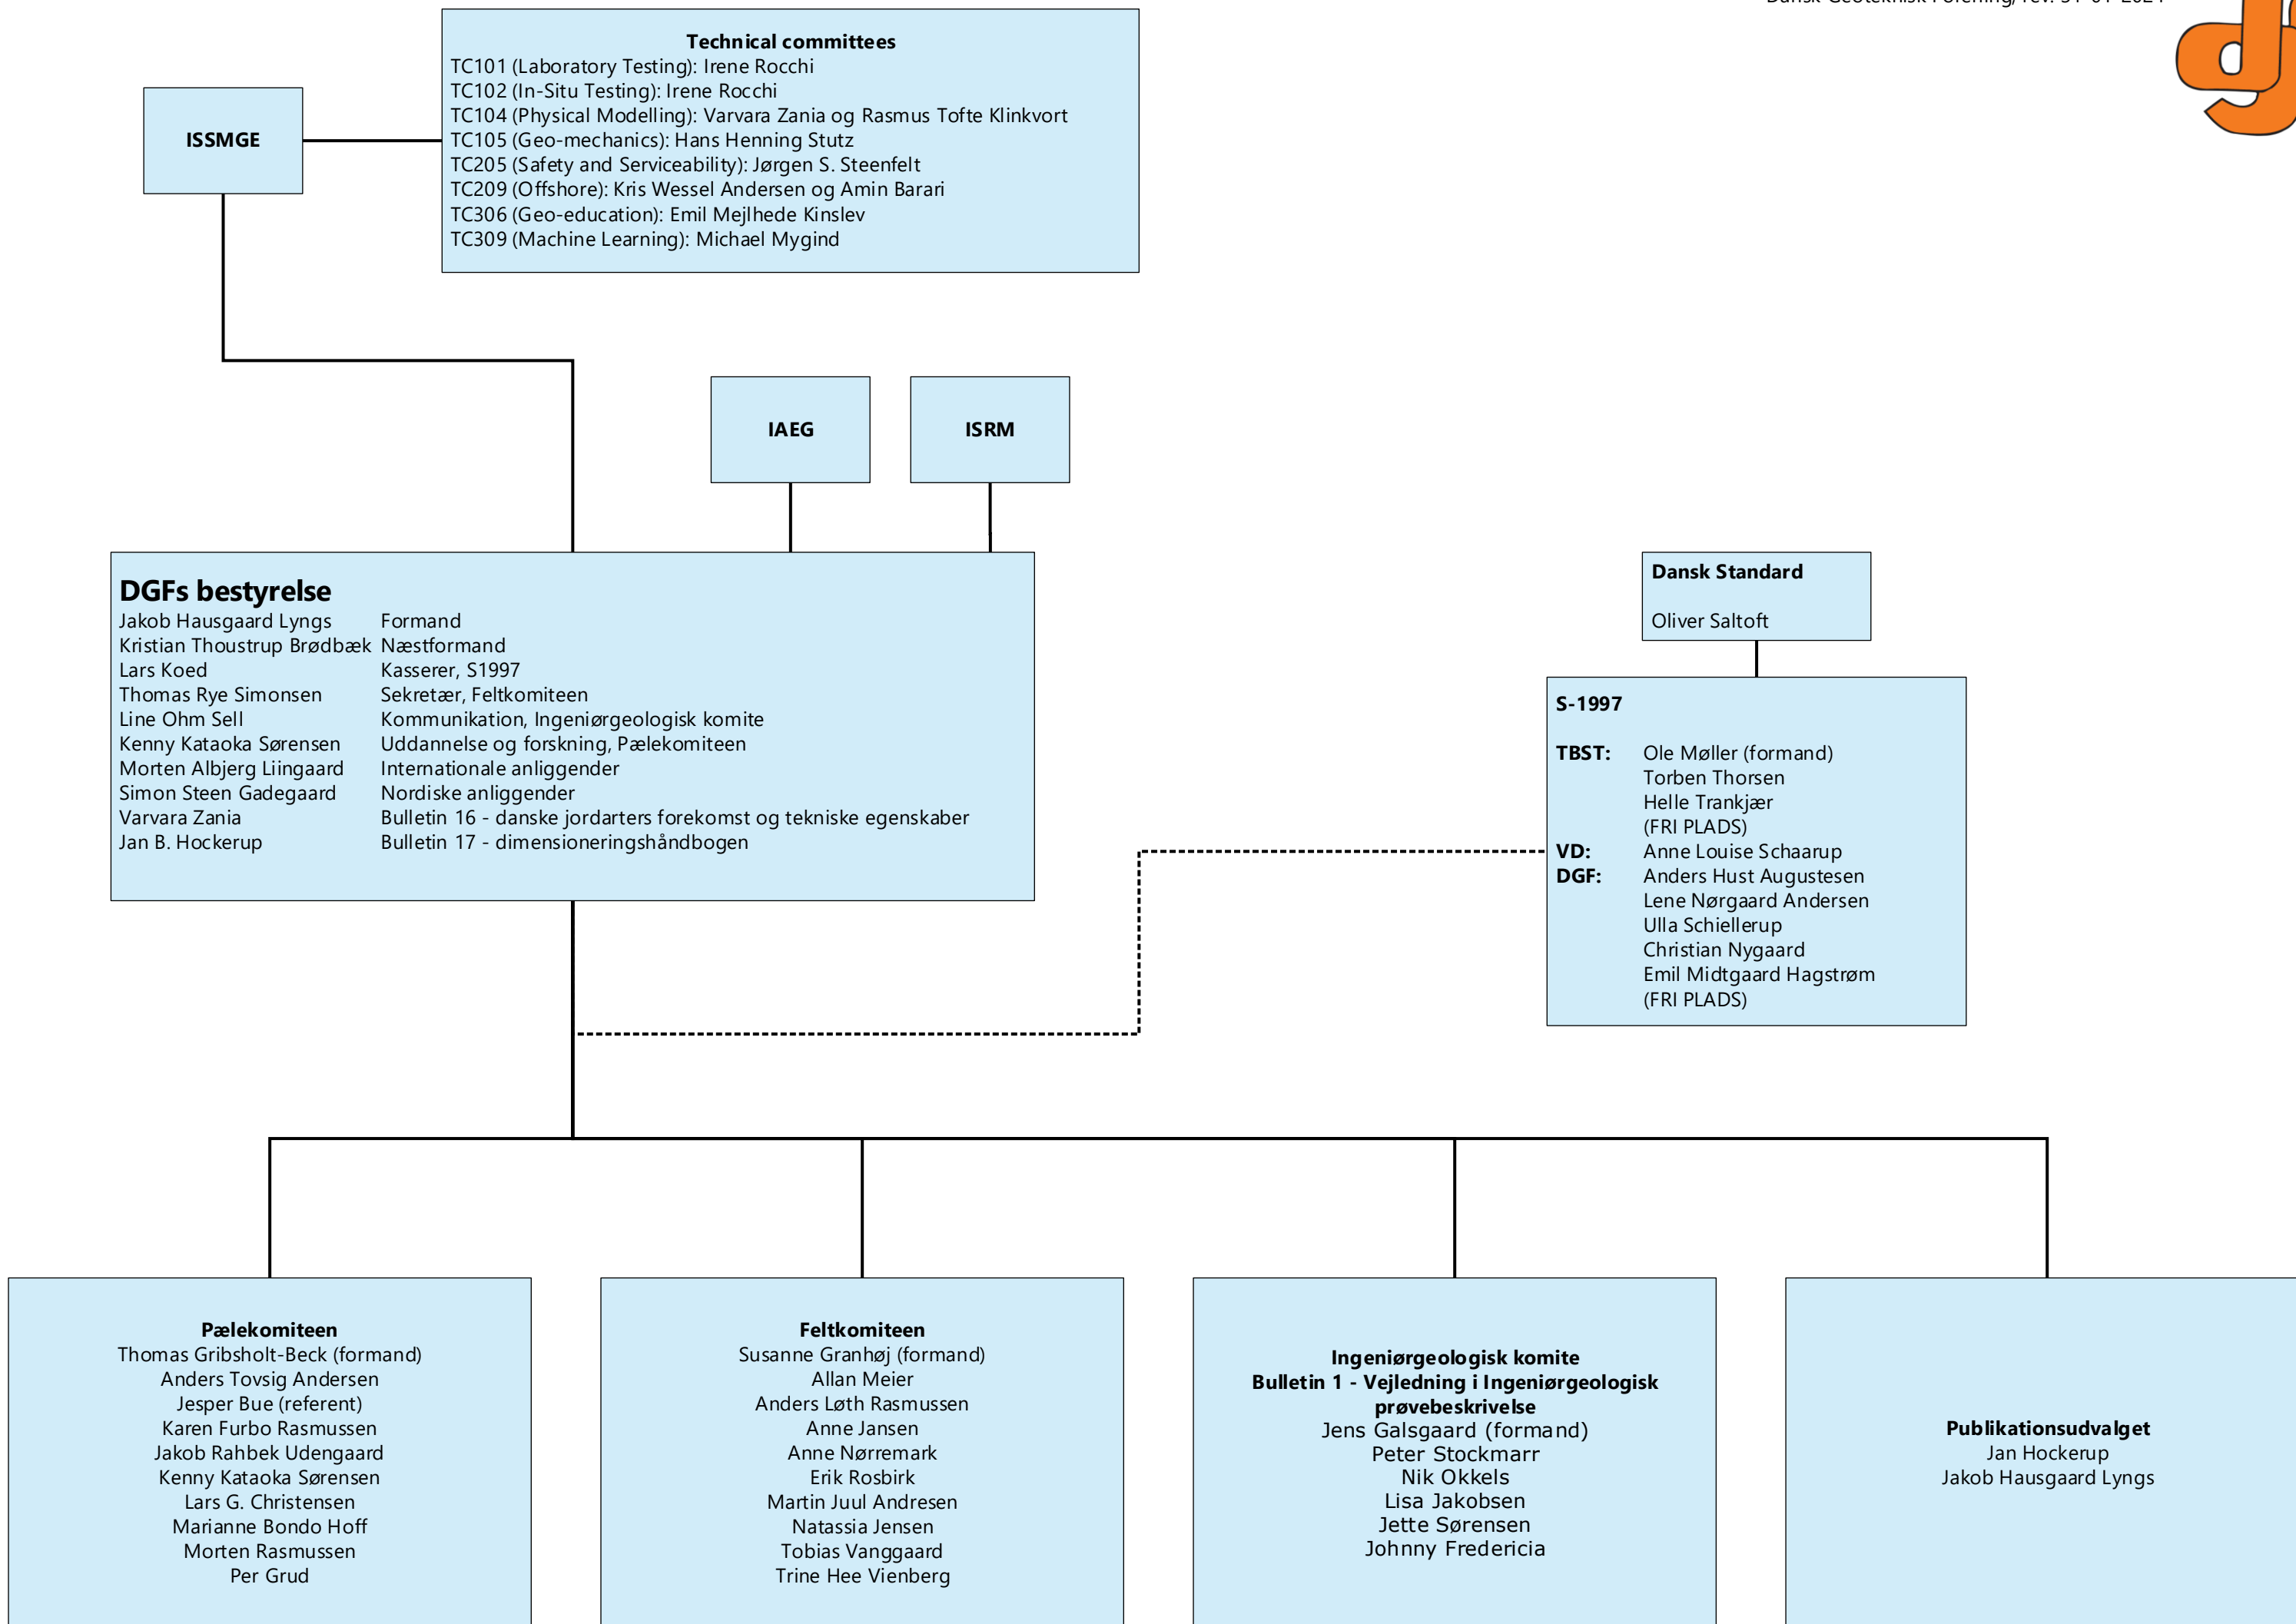 Technical committees
TC101 (Laboratory Testing): Irene Rocchi
TC102 (In-Situ Testing): Irene Rocchi
TC104 (Physical Modelling): Varvara Zania og Rasmus Tofte Klinkvort
TC105 (Geo-mechanics): Hans Henning Stutz
TC205 (Safety and Serviceability): Jørgen S. Steenfelt
TC209 (Offshore): Kris Wessel Andersen og Amin Barari
TC306 (Geo-education): Emil Mejlhede Kinslev
TC309 (Machine Learning): Michael Mygind
ISSMGE
IAEG
ISRM
DGFs bestyrelse
Jakob Hausgaard Lyngs Formand
Kristian Thoustrup Brødbæk Næstformand
Lars Koed Kasserer, S1997
Thomas Rye Simonsen Sekretær, Feltkomiteen
Line Ohm Sell Kommunikation, Ingeniørgeologisk komite
Kenny Kataoka Sørensen Uddannelse og forskning, Pælekomiteen
Morten Albjerg Liingaard Internationale anliggender
Simon Steen Gadegaard Nordiske anliggender
Varvara Zania Bulletin 16 - danske jordarters forekomst og tekniske egenskaber
Jan B. Hockerup Bulletin 17 - dimensioneringshåndbogen
Dansk Standard
Oliver Saltoft
S-1997
TBST: Ole Møller (formand)
Torben Thorsen
Helle Trankjær
(FRI PLADS)
VD: Anne Louise Schaarup
DGF: Anders Hust Augustesen
Lene Nørgaard Andersen
Ulla Schiellerup
Christian Nygaard
Emil Midtgaard Hagstrøm
(FRI PLADS)
Pælekomiteen
Thomas Gribsholt-Beck (formand)
Anders Tovsig Andersen
Jesper Bue (referent)
Karen Furbo Rasmussen
Jakob Rahbek Udengaard
Kenny Kataoka Sørensen
Lars G. Christensen
Marianne Bondo Hoff
Morten Rasmussen
Per Grud
Feltkomiteen
Susanne Granhøj (formand)
Allan Meier
Anders Løth Rasmussen
Anne Jansen
Anne Nørremark
Erik Rosbirk
Martin Juul Andresen
Natassia Jensen
Tobias Vanggaard
Trine Hee Vienberg
Ingeniørgeologisk komite
Bulletin 1 - Vejledning i Ingeniørgeologisk
prøvebeskrivelse
Jens Galsgaard (formand)
Peter Stockmarr
Nik Okkels
Lisa Jakobsen
Jette Sørensen
Johnny Fredericia
Publikationsudvalget
Jan Hockerup
Jakob Hausgaard Lyngs